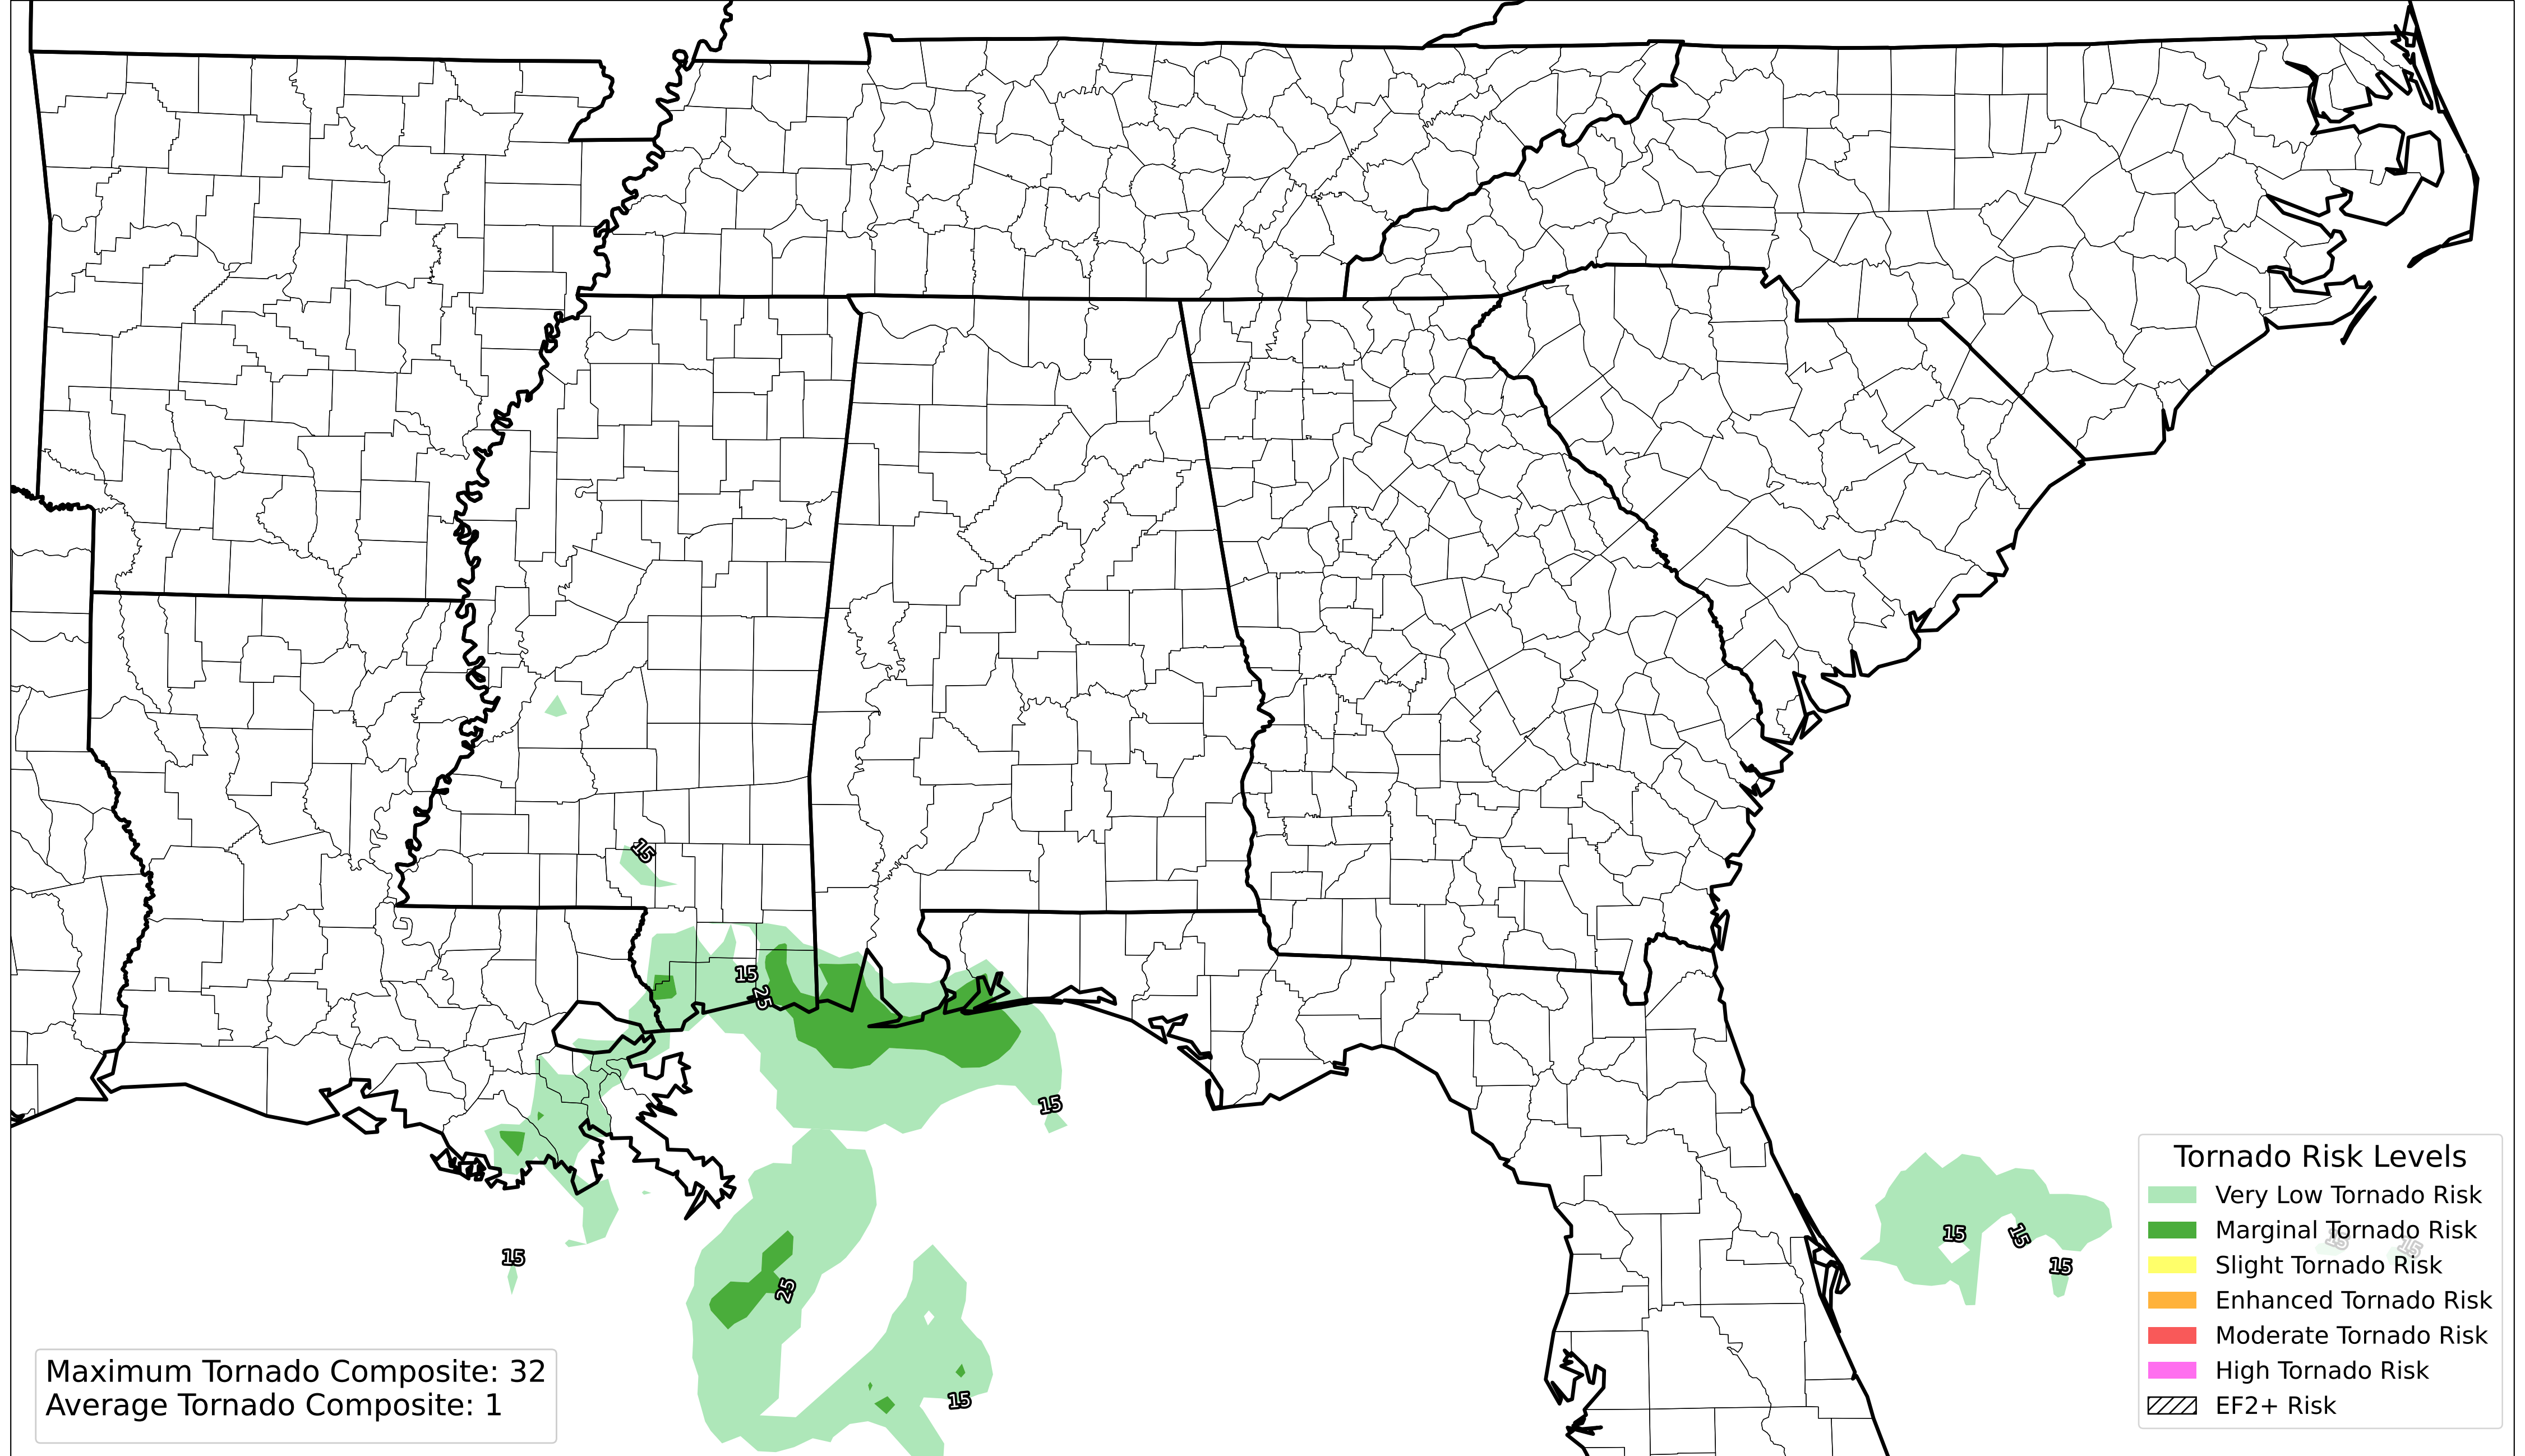 15
15
25
15
15
25
15
15
15
15
15
15
Maximum Tornado Composite: 32
Average Tornado Composite: 1
Tornado Risk Levels
Very Low Tornado Risk
Marginal Tornado Risk
Slight Tornado Risk
Enhanced Tornado Risk
Moderate Tornado Risk
High Tornado Risk
EF2+ Risk